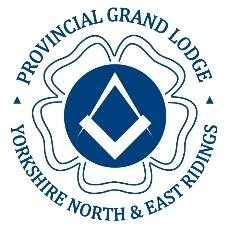 PROVINCIAL GRAND LODGE
YORKSHIRE NORTH & EAST RIDINGS